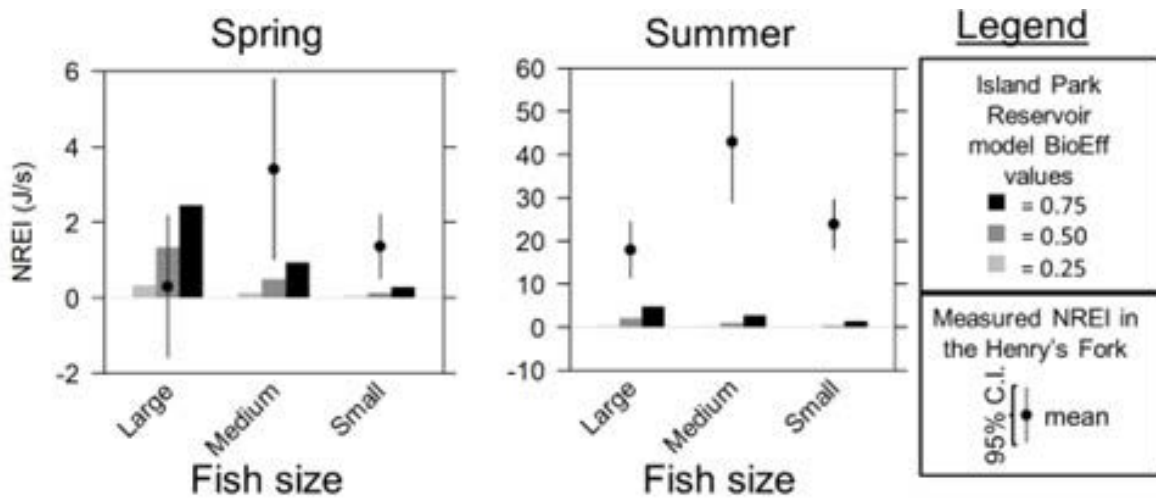 Spring
NREI (J/s)
6
4
2
0
-2
Large
Medium
Small
Fish size
Summer
60
50
40
30
20
10
0
-10
Large
Medium
Small
Fish size
Legend
Island Park
Reservoir
model BioEff
values
= 0.75
= 0.50
= 0.25
Measured NREI in
the Henry's Fork
95% C.I.
mean